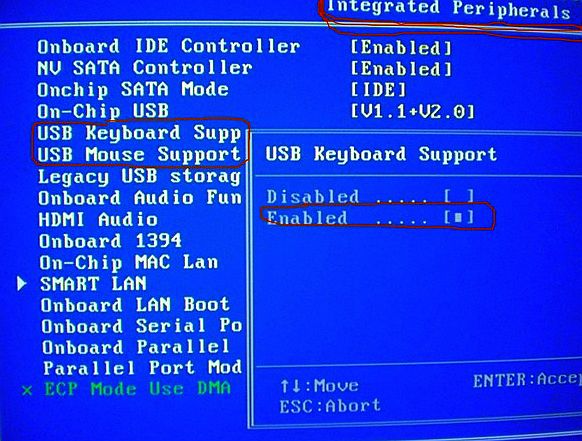 Integrated Peripherals
Onboard IDE Controller [Enabled]
NV SATA Controller [Enabled]
Onchip SATA Mode [IDE]
On-Chip USB [V1.1+V2.0]
USB Keyboard Supp
USB Mouse Support
Legacy USB storag
Onboard Audio Fun
HDMI Audio
Onboard 1394
On-Chip MAC Lan
SMART LAN
Onboard LAN Boot
Onboard Serial Po
Onboard Parallel
Parallel Port Mod
x ECP Mode Use DMA
USB Keyboard Support
Disabled ..... [ ]
Enabled ..... [■]
↑↓:Move ENTER:Accep
ESC:Abort